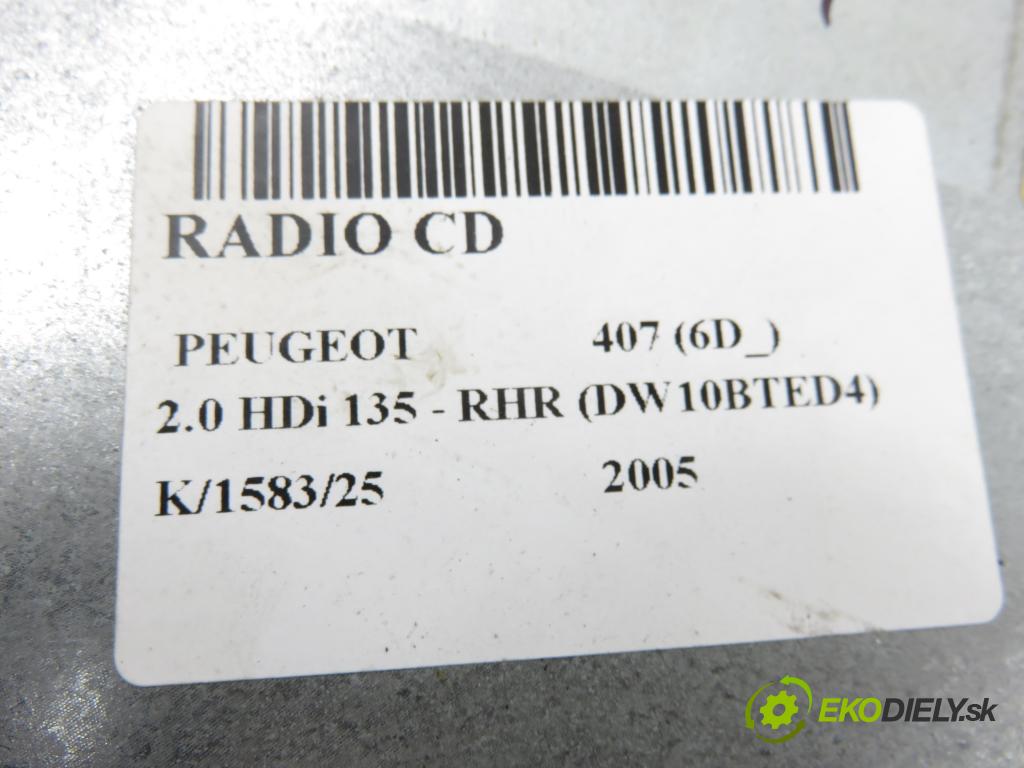 RADIO CD
PEUGEOT 407 (6D_)
2.0 HDi 135 - RHR (DW10BTED4)
K/1583/25 2005
EKODIELY.sk